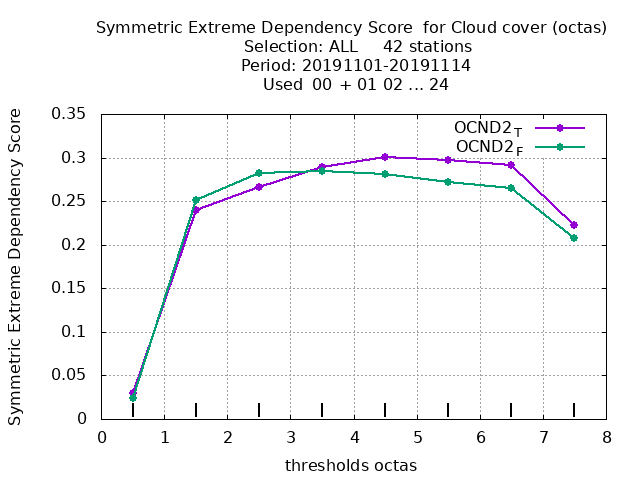 Symmetric Extreme Dependency Score  for Cloud cover (octas)
Selection: ALL     42 stations
Period: 20191101-20191114
Used  00 + 01 02 ... 24
Symmetric Extreme Dependency Score
0.35
0.3
0.25
0.2
0.15
0.1
0.05
0
OCND2T
OCND2F
0 1 2 3 4 5 6 7 8
thresholds octas